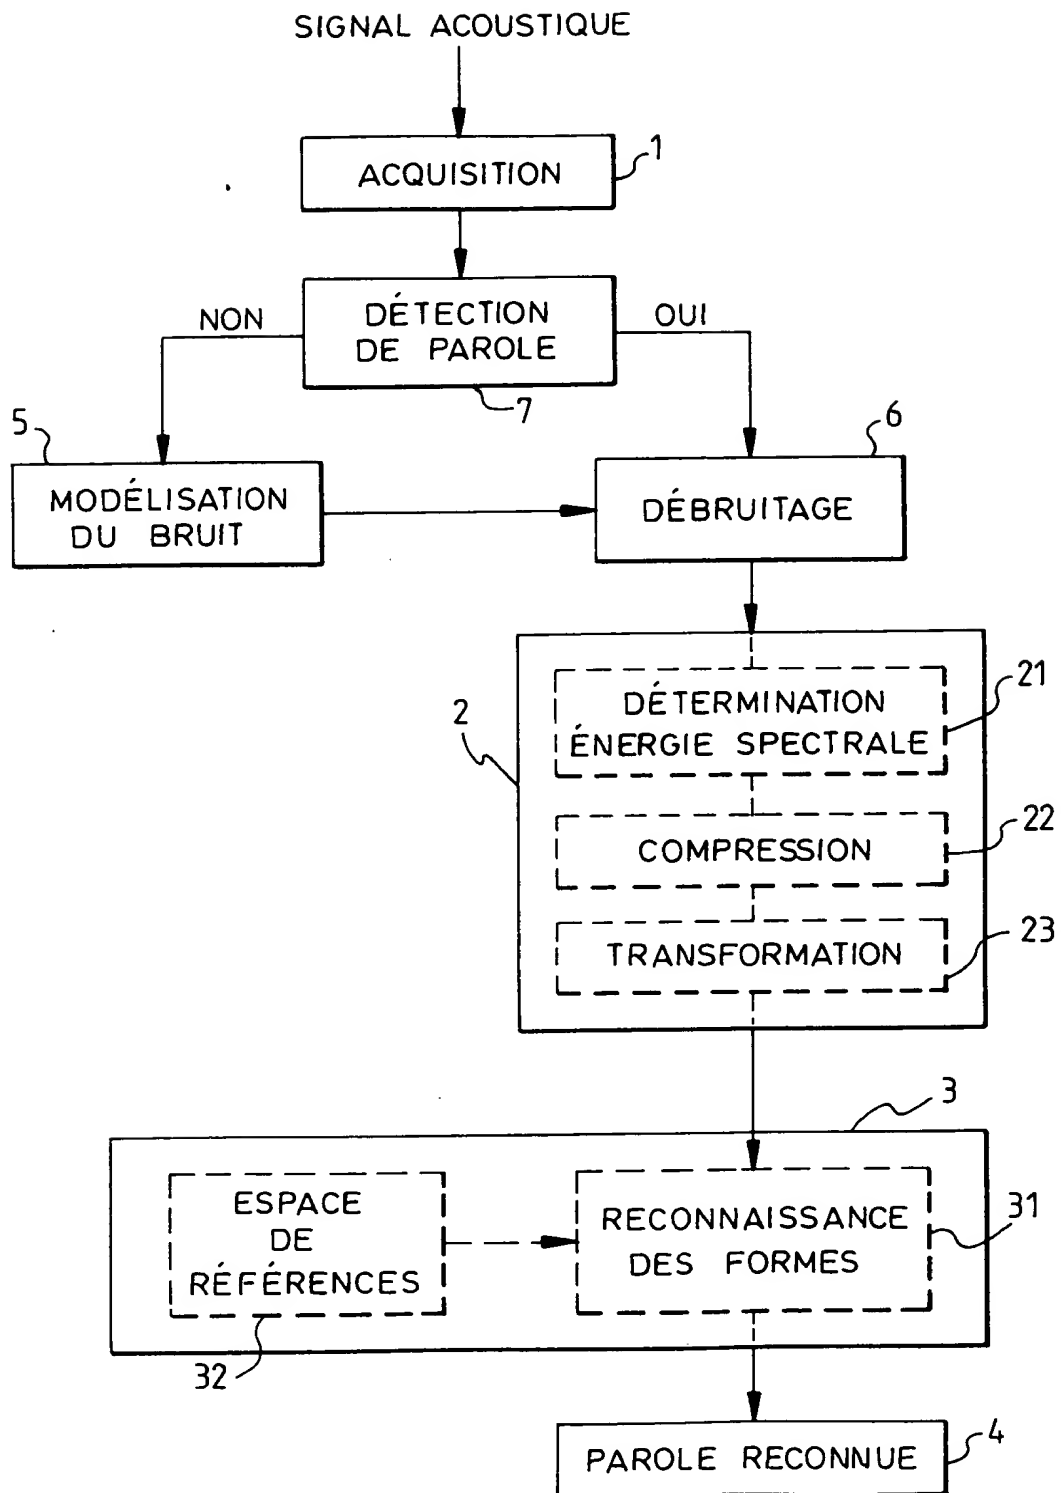 SIGNAL ACOUSTIQUE
ACQUISITION
1
DÉTECTION
DE PAROLE
NON
OUI
7
5
6
MODÉLISATION
DU BRUIT
DÉBRUITAGE
2
DÉTERMINATION
ÉNERGIE SPECTRALE
21
COMPRESSION
22
TRANSFORMATION
23
3
ESPACE
DE
RÉFÉRENCES
RECONNAISSANCE
DES FORMES
31
32
PAROLE RECONNUE
4